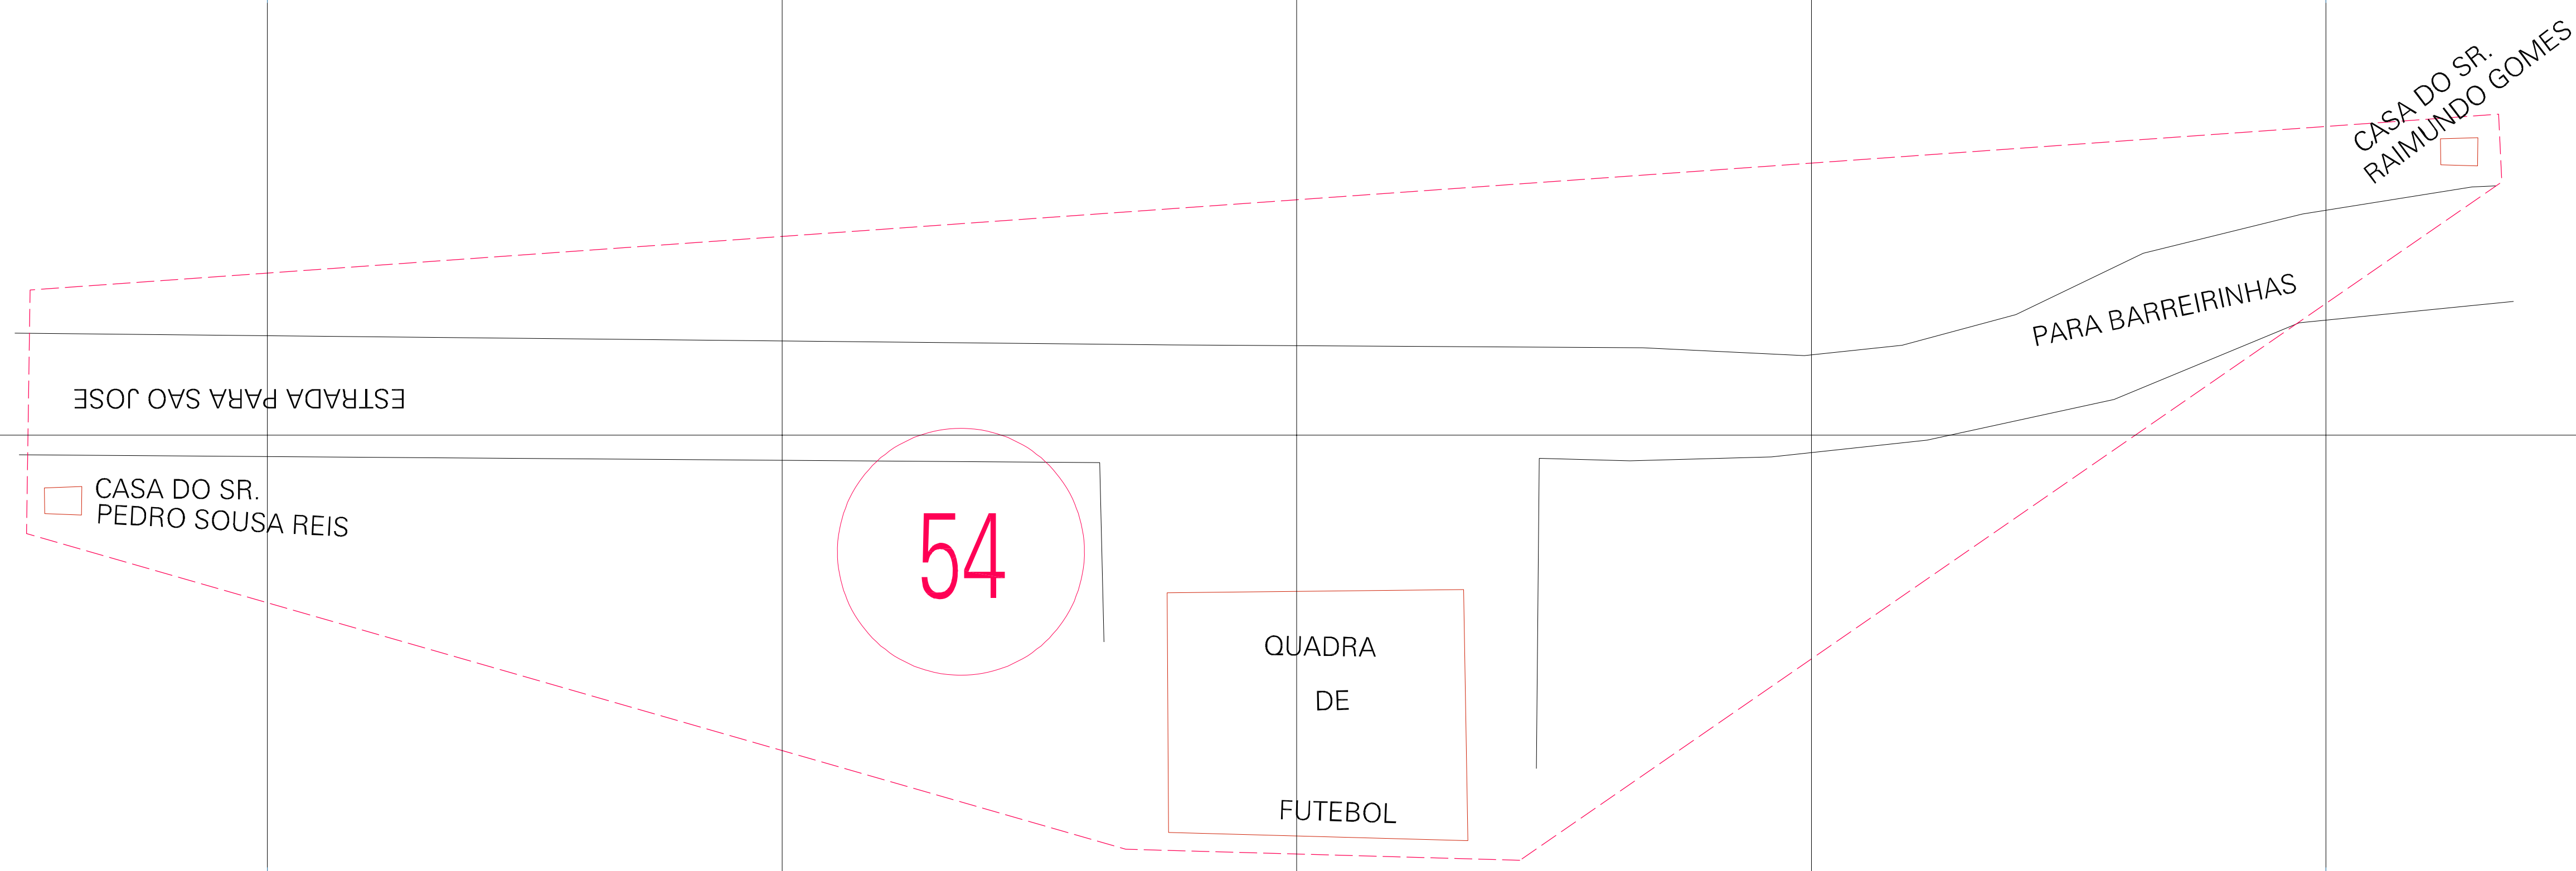 CASA DO SR.
RAIMUNDO GOMES
PARA BARREIRINHAS
ESTRADA PARA SAO JOSE
CASA DO SR.
PEDRO SOUSA REIS
54
QUADRA
DE
FUTEBOL